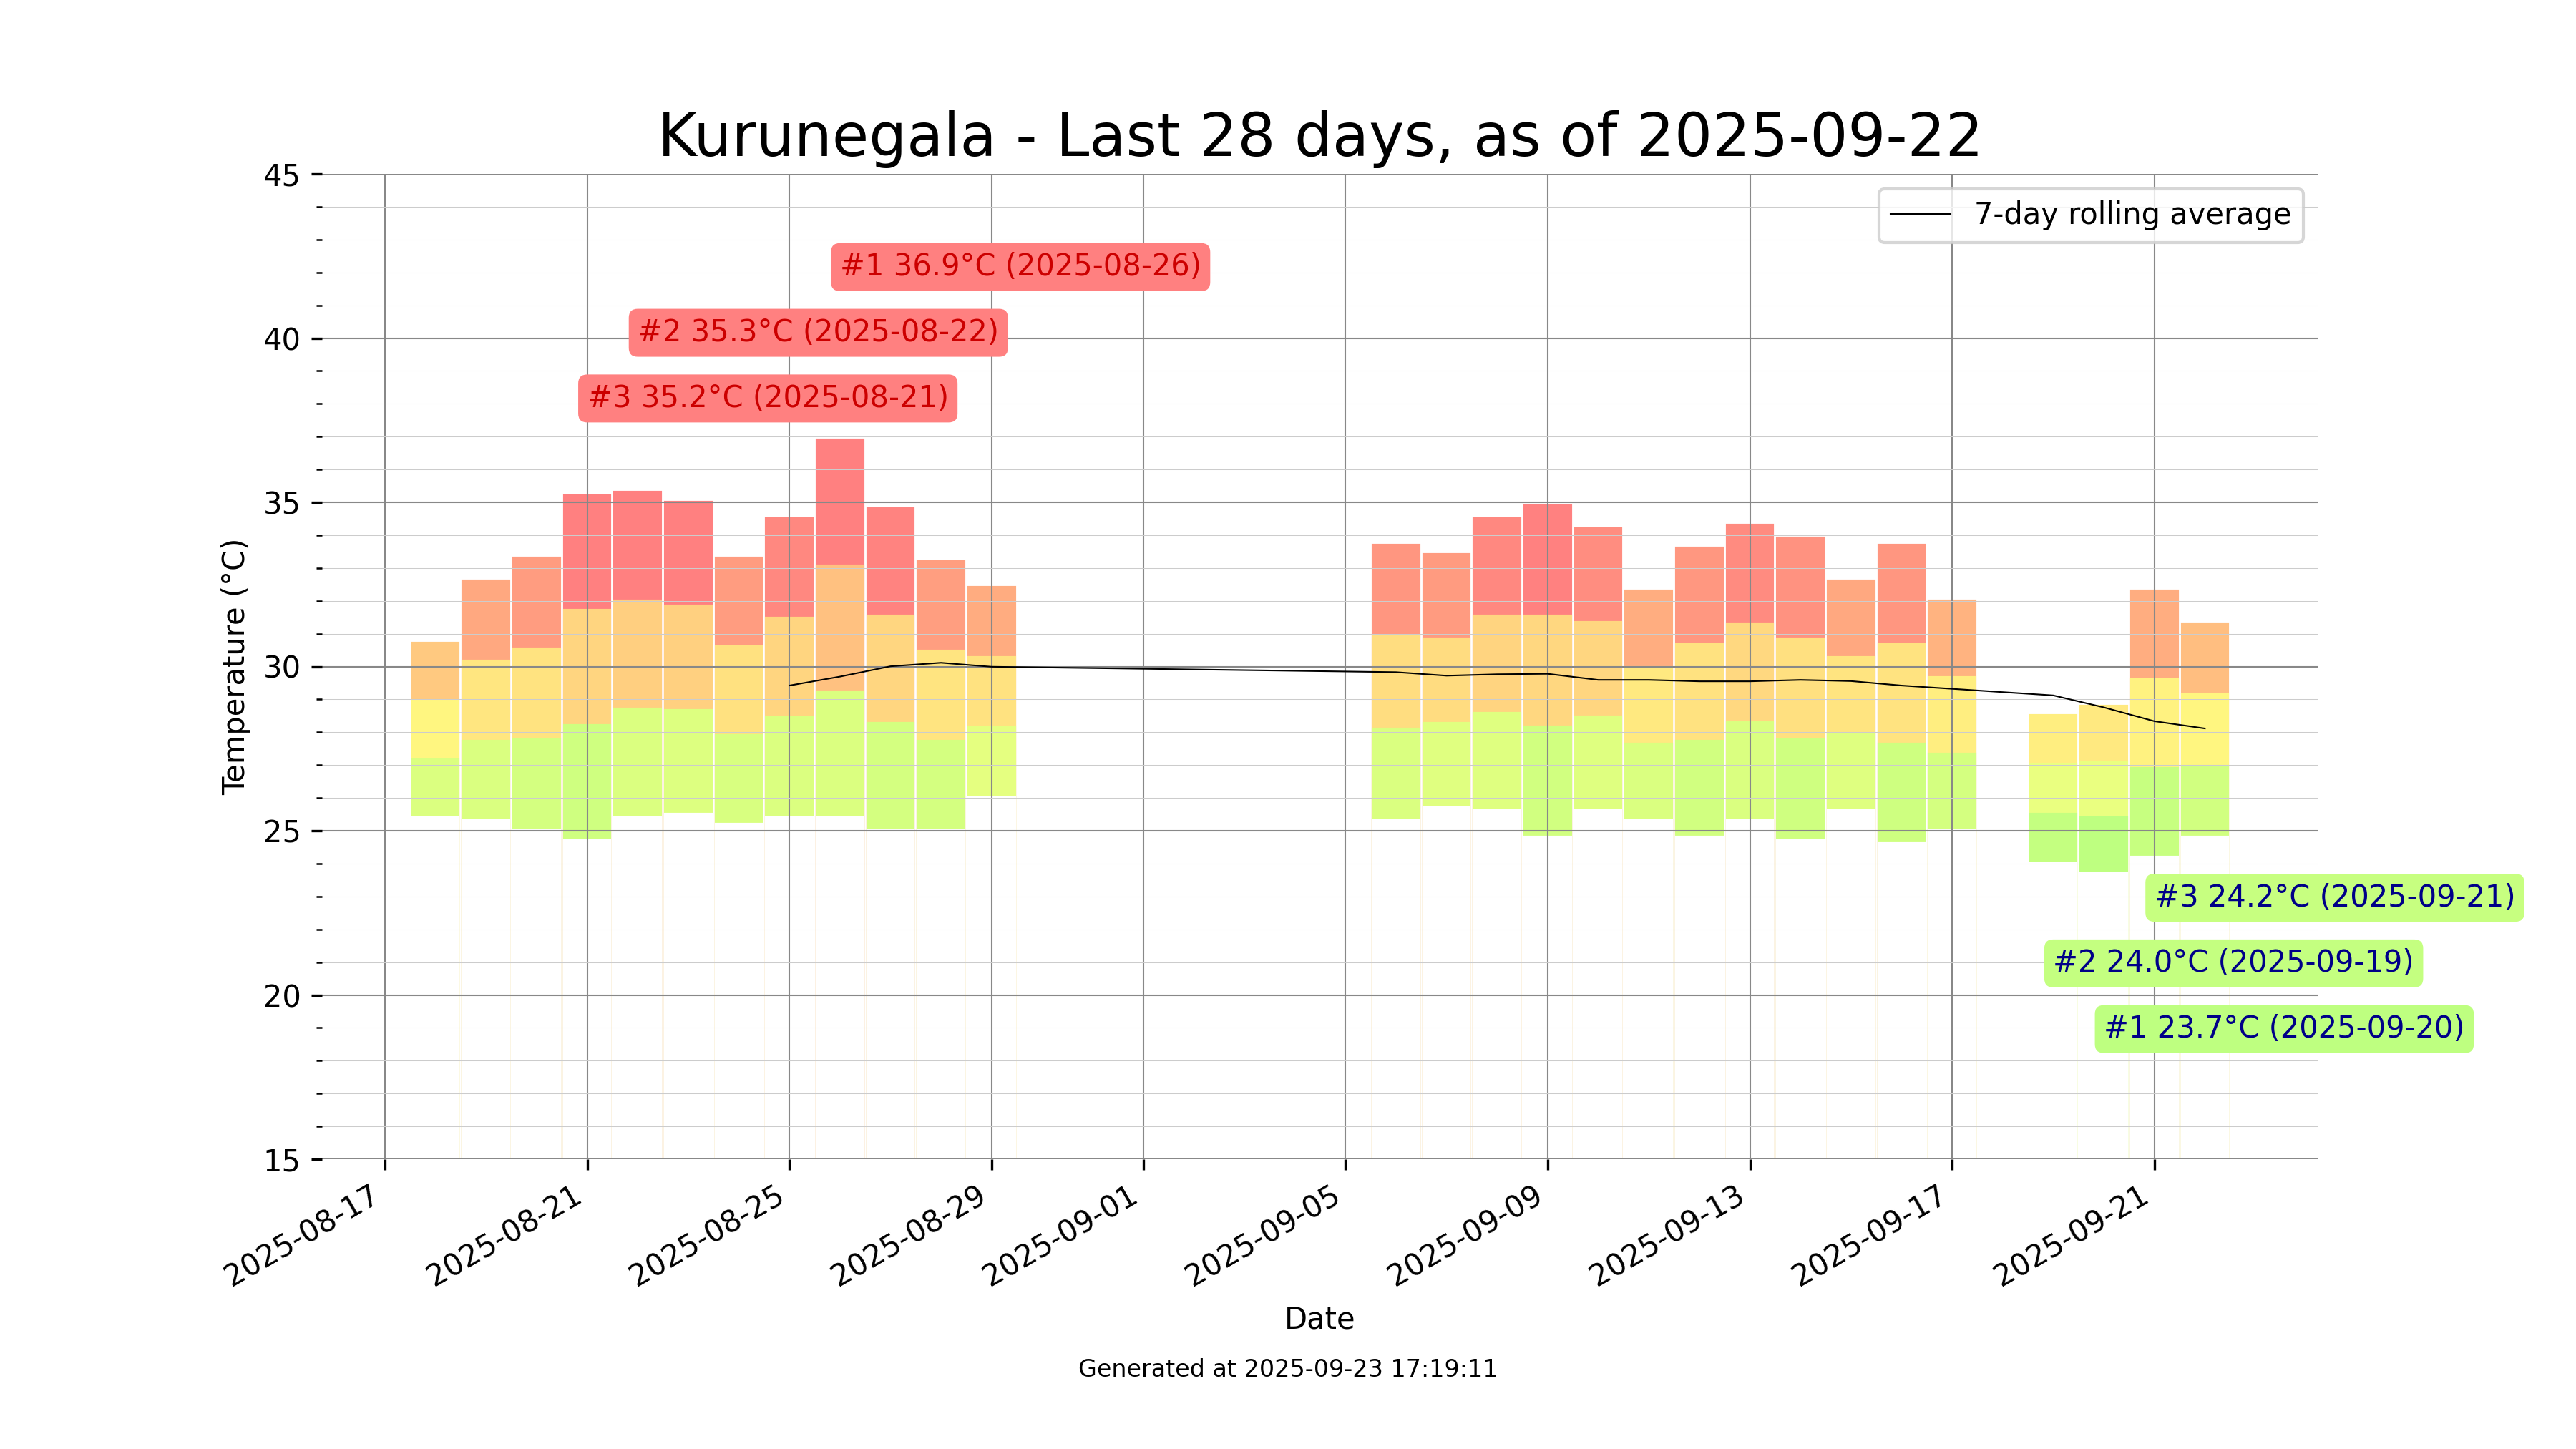 Kurunegala - Last 28 days, as of 2025-09-22
7-day rolling average
#1 36.9°C (2025-08-26)
#2 35.3°C (2025-08-22)
#3 35.2°C (2025-08-21)
Temperature (°C)
45
40
35
30
25
20
15
#3 24.2°C (2025-09-21)
#2 24.0°C (2025-09-19)
#1 23.7°C (2025-09-20)
2025-08-17
2025-08-21
2025-08-25
2025-08-29
2025-09-01
2025-09-05
2025-09-09
2025-09-13
2025-09-17
2025-09-21
Date
Generated at 2025-09-23 17:19:11